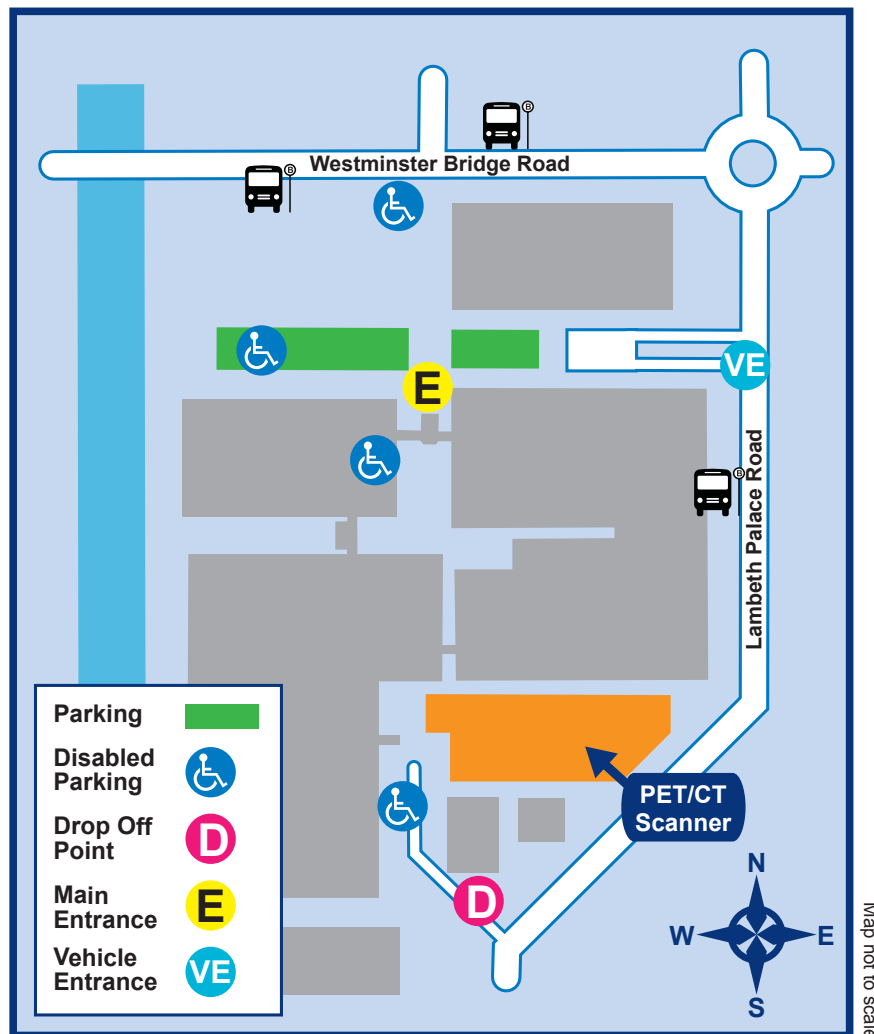 B
Westminster Bridge Road
B
VE
E
B
Lambeth Palace Road
Parking
Disabled
Parking
Drop Off
Point
D
Main
Entrance
E
Vehicle
Entrance
VE
PET/CT
Scanner
D
N
W
E
S
Map not to scale